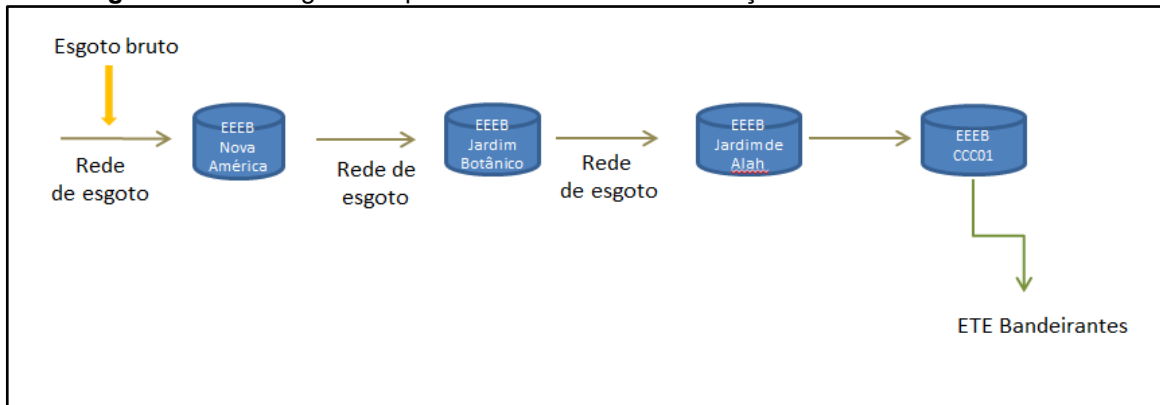 Esgoto bruto
EEEB
Nova
América
EEEB
Jardim
Botânico
EEEB
Jardim de
Alah
EEEB
CCC01
Rede
de esgoto
Rede de
esgoto
Rede
de esgoto
ETE Bandeirantes